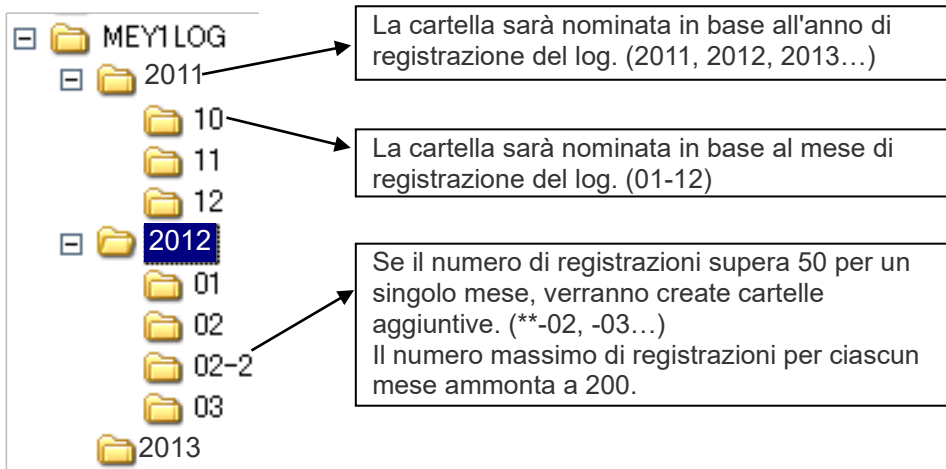 MEY1LOG
2011
10
11
12
2012
01
02
02-2
03
2013
La cartella sarà nominata in base all'anno di
registrazione del log. (2011, 2012, 2013…)
La cartella sarà nominata in base al mese di
registrazione del log. (01-12)
Se il numero di registrazioni supera 50 per un
singolo mese, verranno create cartelle
aggiuntive. (**-02, -03…)
Il numero massimo di registrazioni per ciascun
mese ammonta a 200.